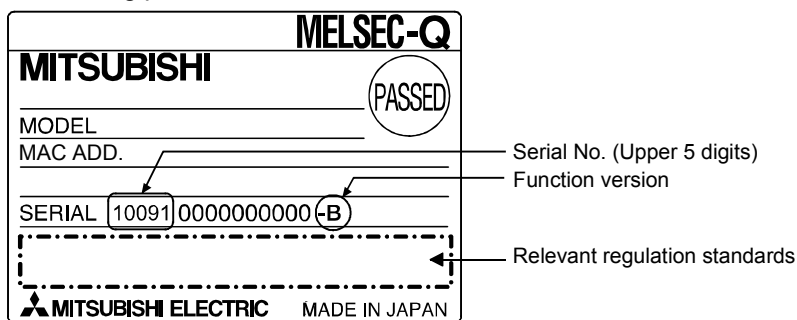 MELSEC-Q
MITSUBISHI
PASSED
MODEL
MAC ADD.
Serial No. (Upper 5 digits)
Function version
SERIAL 10091 0000000000 -B
Relevant regulation standards
MITSUBISHI ELECTRIC MADE IN JAPAN